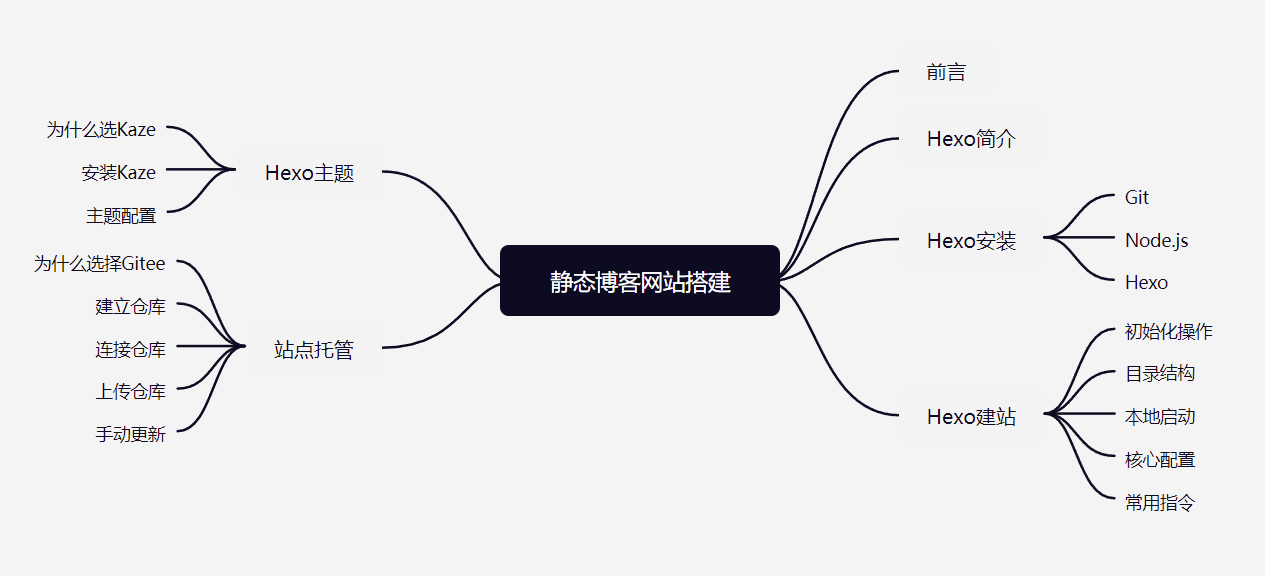 静态博客网站搭建
前言
Hexo简介
Hexo安装
Git
Node.js
Hexo
Hexo建站
初始化操作
目录结构
本地启动
核心配置
常用指令
Hexo主题
为什么选Kaze
安装Kaze
主题配置
站点托管
为什么选择Gitee
建立仓库
连接仓库
上传仓库
手动更新